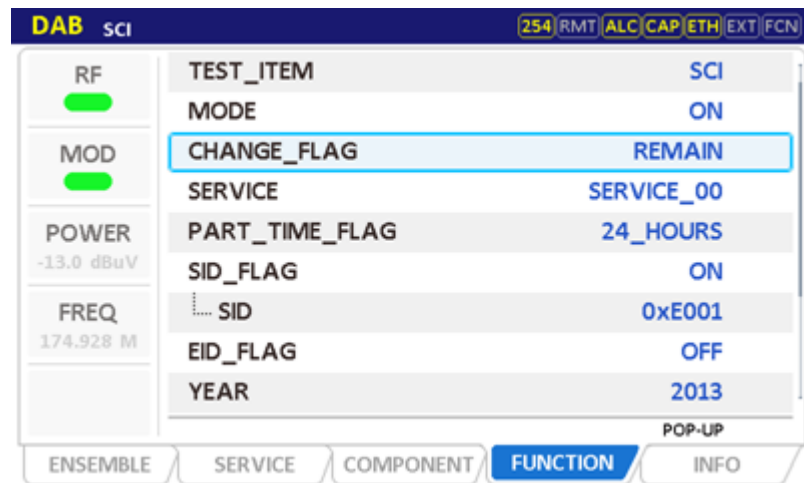 DAB SCI 254 RMT ALC CAP ETH EXT FCN
RF
MOD
POWER
-13.0 dBuV
FREQ
174.928 M
TEST_ITEM SCI
MODE ON
CHANGE_FLAG REMAIN
SERVICE SERVICE_00
PART_TIME_FLAG 24_HOURS
SID_FLAG ON
SID 0xE001
EID_FLAG OFF
YEAR 2013
POP-UP
ENSEMBLE SERVICE COMPONENT FUNCTION INFO